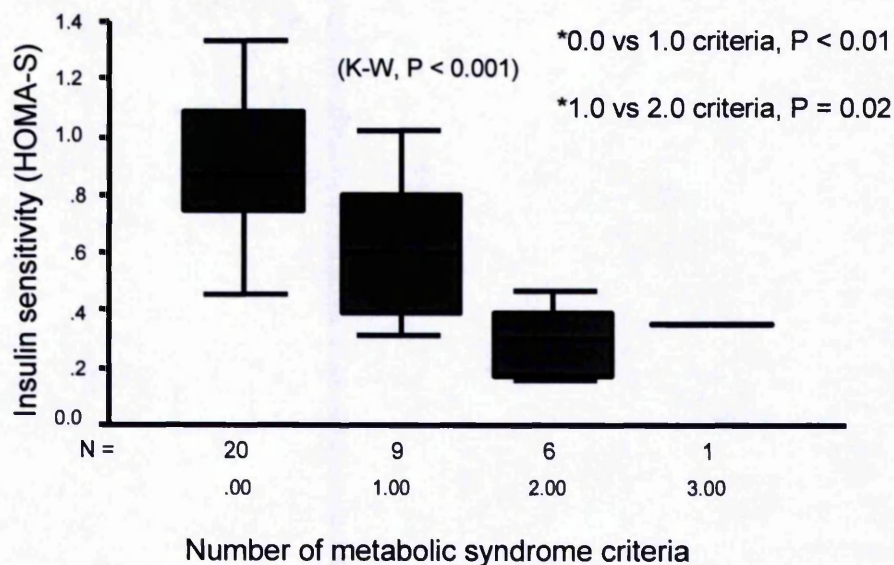 *0.0 vs 1.0 criteria, P < 0.01
(K-W, P < 0.001)
*1.0 vs 2.0 criteria, P = 0.02
Insulin sensitivity (HOMA-S)
1.4
1.2
1.0
.8
.6
.4
.2
0.0
N = 20 9 6 1
.00 1.00 2.00 3.00
Number of metabolic syndrome criteria